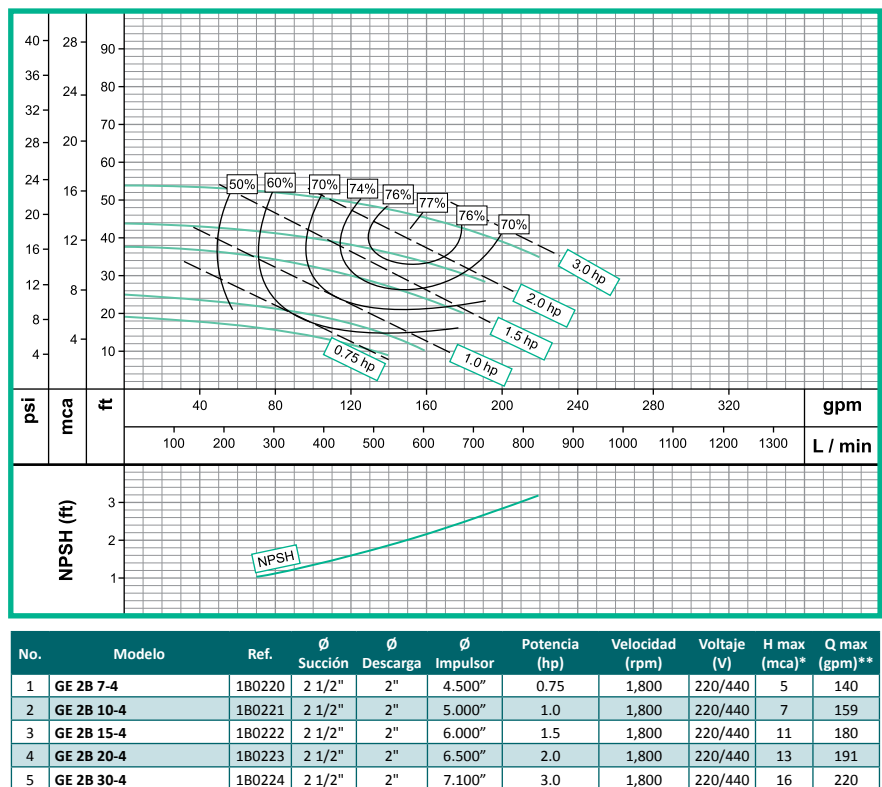 40
36
32
28
24
20
16
12
8
4
psi
28
24
20
16
12
8
4
mca
90
80
70
60
50
40
30
20
10
ft
50%
60%
70%
74%
76%
77%
76%
70%
3.0 hp
2.0 hp
1.5 hp
1.0 hp
0.75 hp
40 80 120 160 200 240 280 320 gpm
100 200 300 400 500 600 700 800 900 1000 1100 1200 1300 L / min
NPSH (ft)
3
2
1
NPSH
No. Modelo Ref. Ø Succión Ø Descarga Ø Impulsor Potencia (hp) Velocidad (rpm) Voltaje (V) H max (mca)* Q max (gpm)**
1 GE 2B 7-4 1B0220 2 1/2" 2" 4.500” 0.75 1,800 220/440 5 140
2 GE 2B 10-4 1B0221 2 1/2" 2" 5.000” 1.0 1,800 220/440 7 159
3 GE 2B 15-4 1B0222 2 1/2" 2" 6.000” 1.5 1,800 220/440 11 180
4 GE 2B 20-4 1B0223 2 1/2" 2" 6.500” 2.0 1,800 220/440 13 191
5 GE 2B 30-4 1B0224 2 1/2" 2" 7.100” 3.0 1,800 220/440 16 220